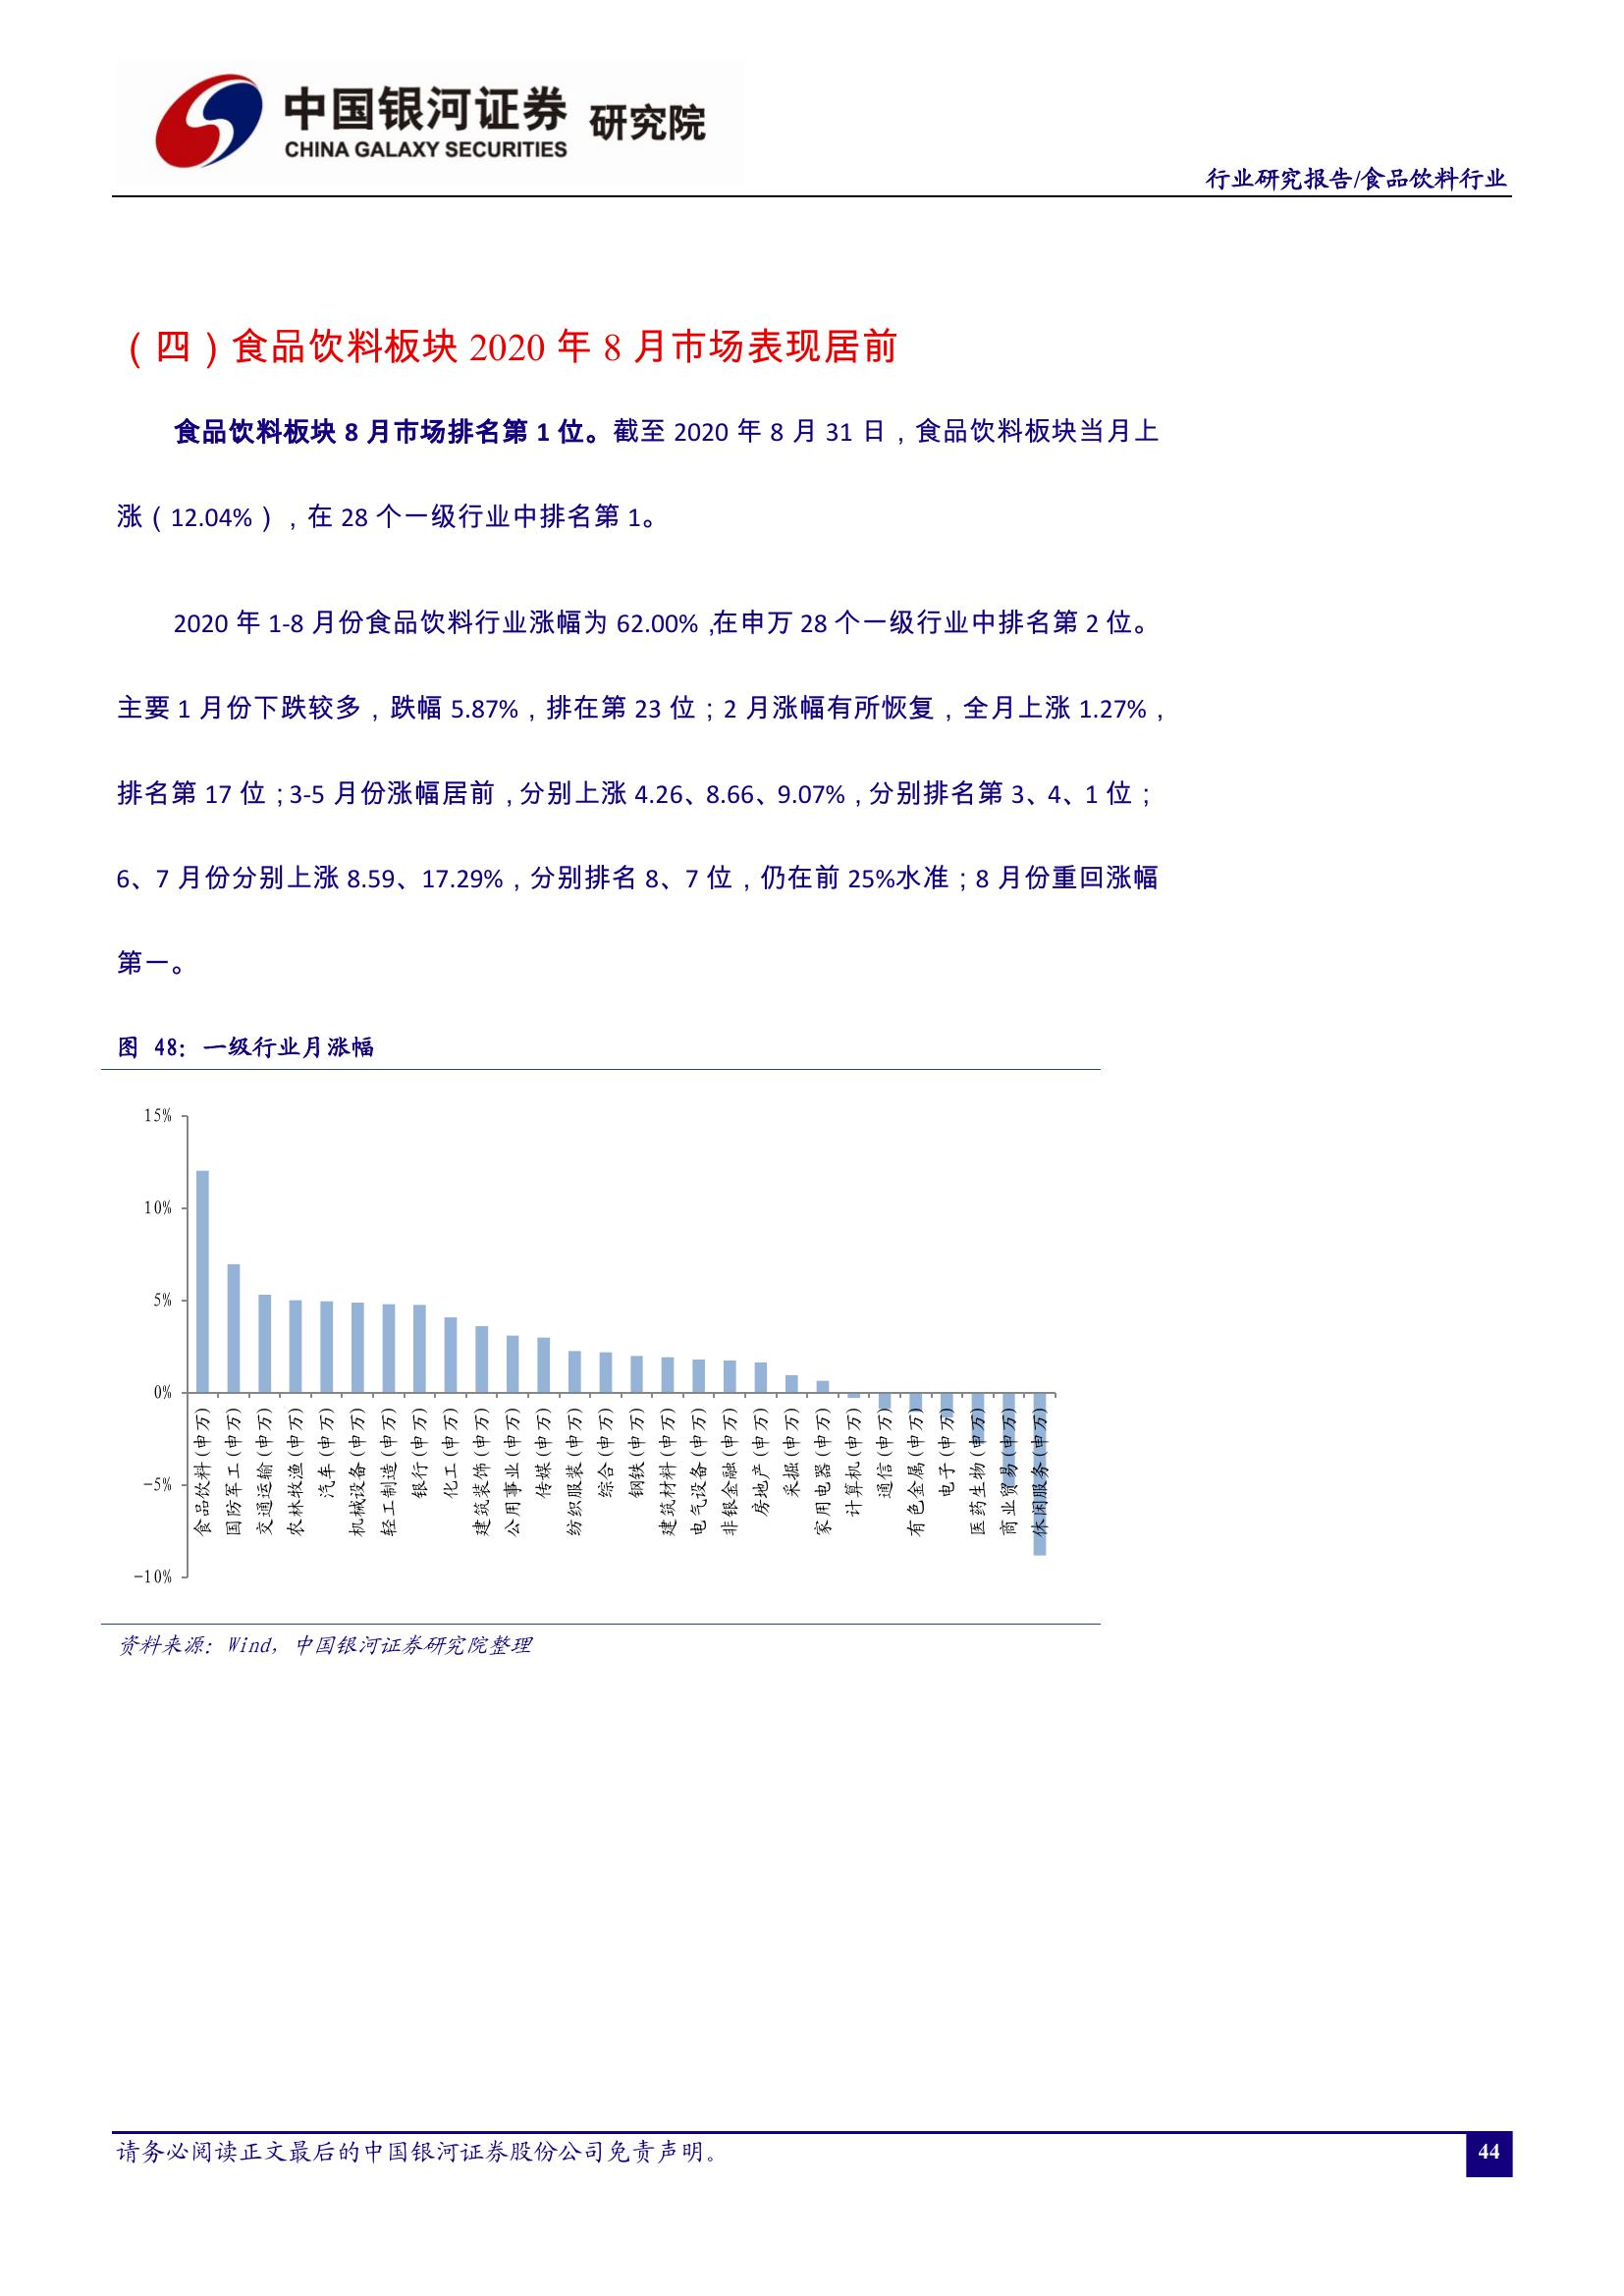 中国银河证券 研究院
CHINA GALAXY SECURITIES
行业研究报告/食品饮料行业
（四）食品饮料板块 2020 年 8 月市场表现居前
食品饮料板块 8 月市场排名第 1 位。截至 2020 年 8 月 31 日，食品饮料板块当月上
涨（12.04%），在 28 个一级行业中排名第 1。
2020 年 1-8 月份食品饮料行业涨幅为 62.00%，在申万 28 个一级行业中排名第 2 位。
主要 1 月份下跌较多，跌幅 5.87%，排在第 23 位；2 月涨幅有所恢复，全月上涨 1.27%，
排名第 17 位；3-5 月份涨幅居前，分别上涨 4.26、8.66、9.07%，分别排名第 3、4、1 位；
6、7 月份分别上涨 8.59、17.29%，分别排名 8、7 位，仍在前 25%水准；8 月份重回涨幅
第一。
图 48：一级行业月涨幅
15%
10%
5%
0%
-5%
-10%
食品饮料(申万)
国防军工(申万)
交通运输(申万)
农林牧渔(申万)
汽车(申万)
机械设备(申万)
轻工制造(申万)
银行(申万)
化工(申万)
建筑装饰(申万)
公用事业(申万)
传媒(申万)
纺织服装(申万)
综合(申万)
钢铁(申万)
建筑材料(申万)
电气设备(申万)
非银金融(申万)
房地产(申万)
采掘(申万)
家用电器(申万)
计算机(申万)
通信(申万)
有色金属(申万)
电子(申万)
医药生物(申万)
商业贸易(申万)
休闲服务(申万)
资料来源：Wind，中国银河证券研究院整理
请务必阅读正文最后的中国银河证券股份公司免责声明。
44